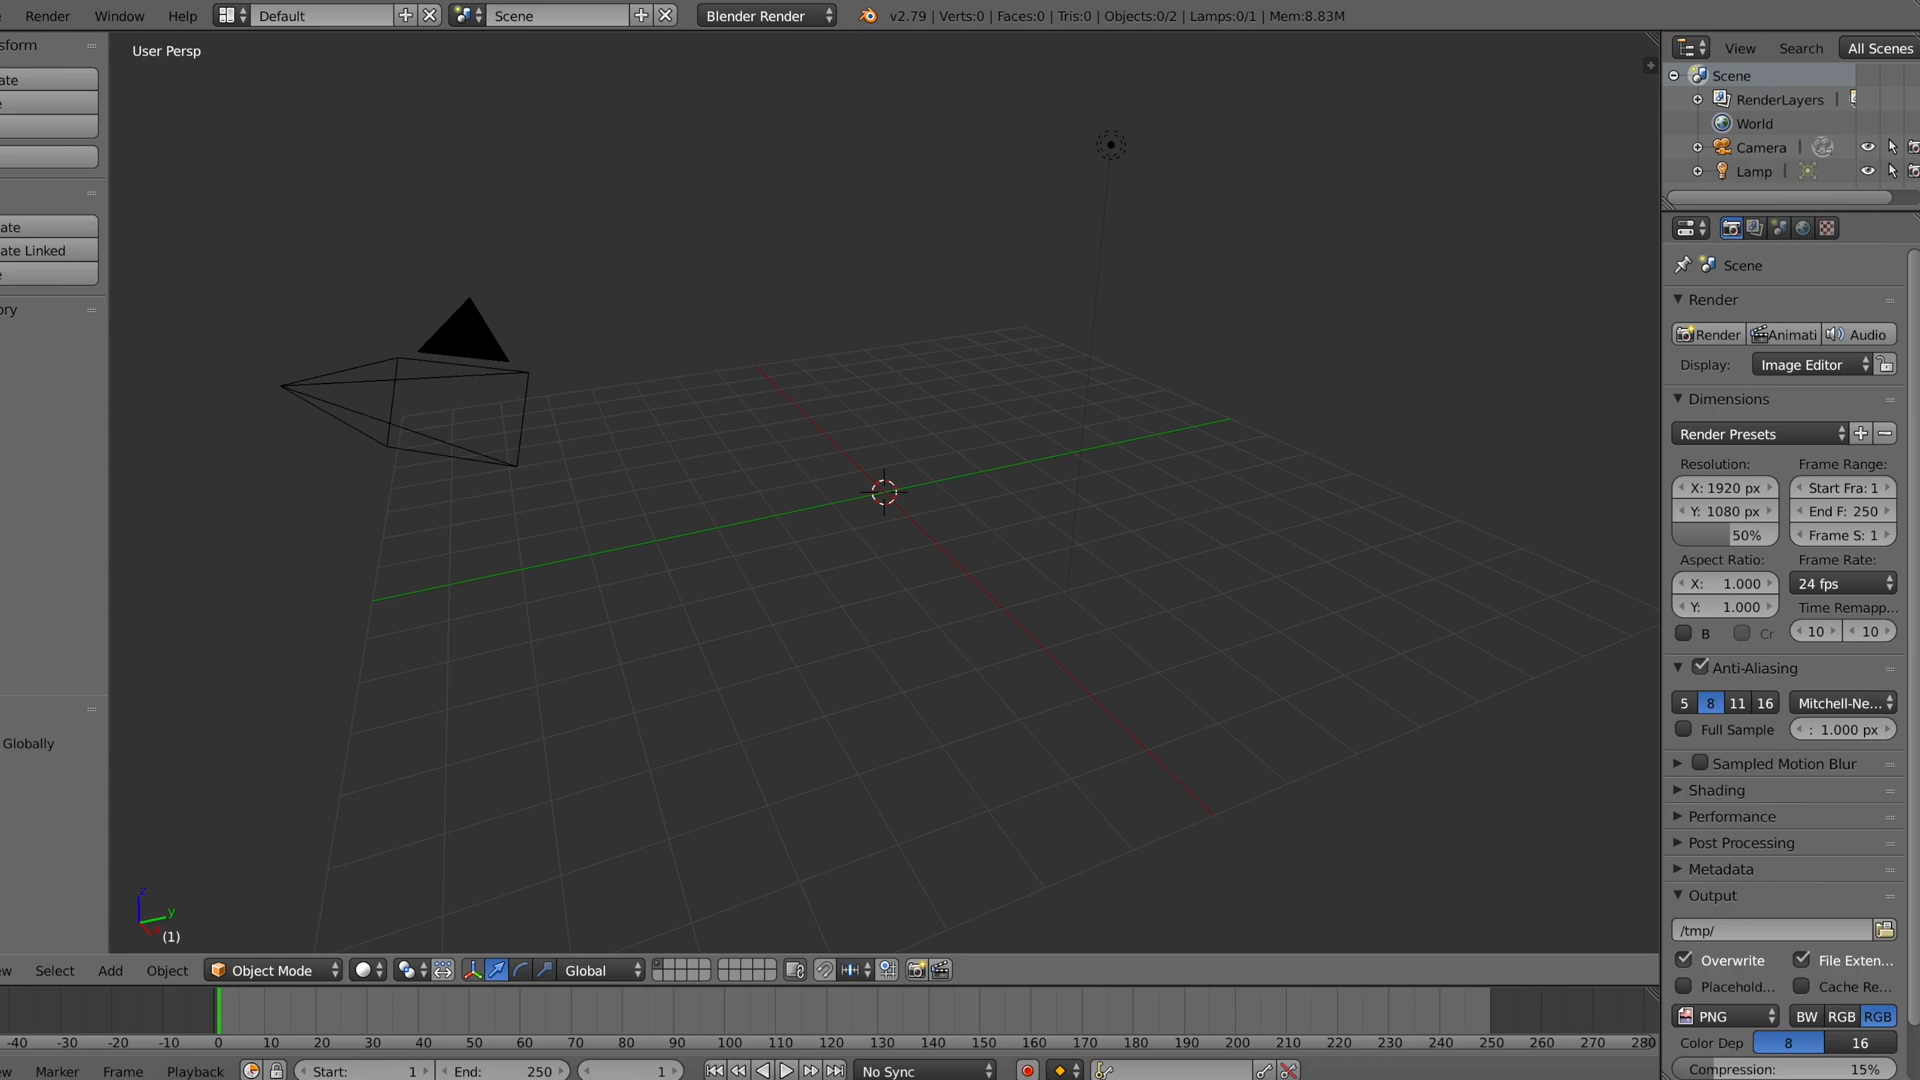 Render Window Help Default Scene Blender Render v2.79 | Verts:0 | Faces:0 | Tris:0 | Objects:0/2 | Lamps:0/1 | Mem:8.83M
sform
ate
e
ate
ate Linked
e
ory
Globally
User Persp
z
y
x
(1)
View Search All Scenes
Scene
RenderLayers
World
Camera
Lamp
Scene
Render
Render Animati Audio
Display: Image Editor
Dimensions
Render Presets
Resolution: Frame Range:
X: 1920 px Start Fra: 1
Y: 1080 px End F: 250
50% Frame S: 1
Aspect Ratio: Frame Rate:
X: 1.000 24 fps
Y: 1.000 Time Remapp...
B Cr 10 10
Anti-Aliasing
5 8 11 16 Mitchell-Ne...
Full Sample : 1.000 px
Sampled Motion Blur
Shading
Performance
Post Processing
Metadata
Output
/tmp/
Overwrite File Exten...
Placehold... Cache Re...
PNG BW RGB RGB
Color Dep 8 16
Compression: 15%
ew Select Add Object Object Mode Global
-40 -30 -20 -10 0 10 20 30 40 50 60 70 80 90 100 110 120 130 140 150 160 170 180 190 200 210 220 230 240 250 260 270 280
ew Marker Frame Playback Start: 1 End: 250 1 No Sync